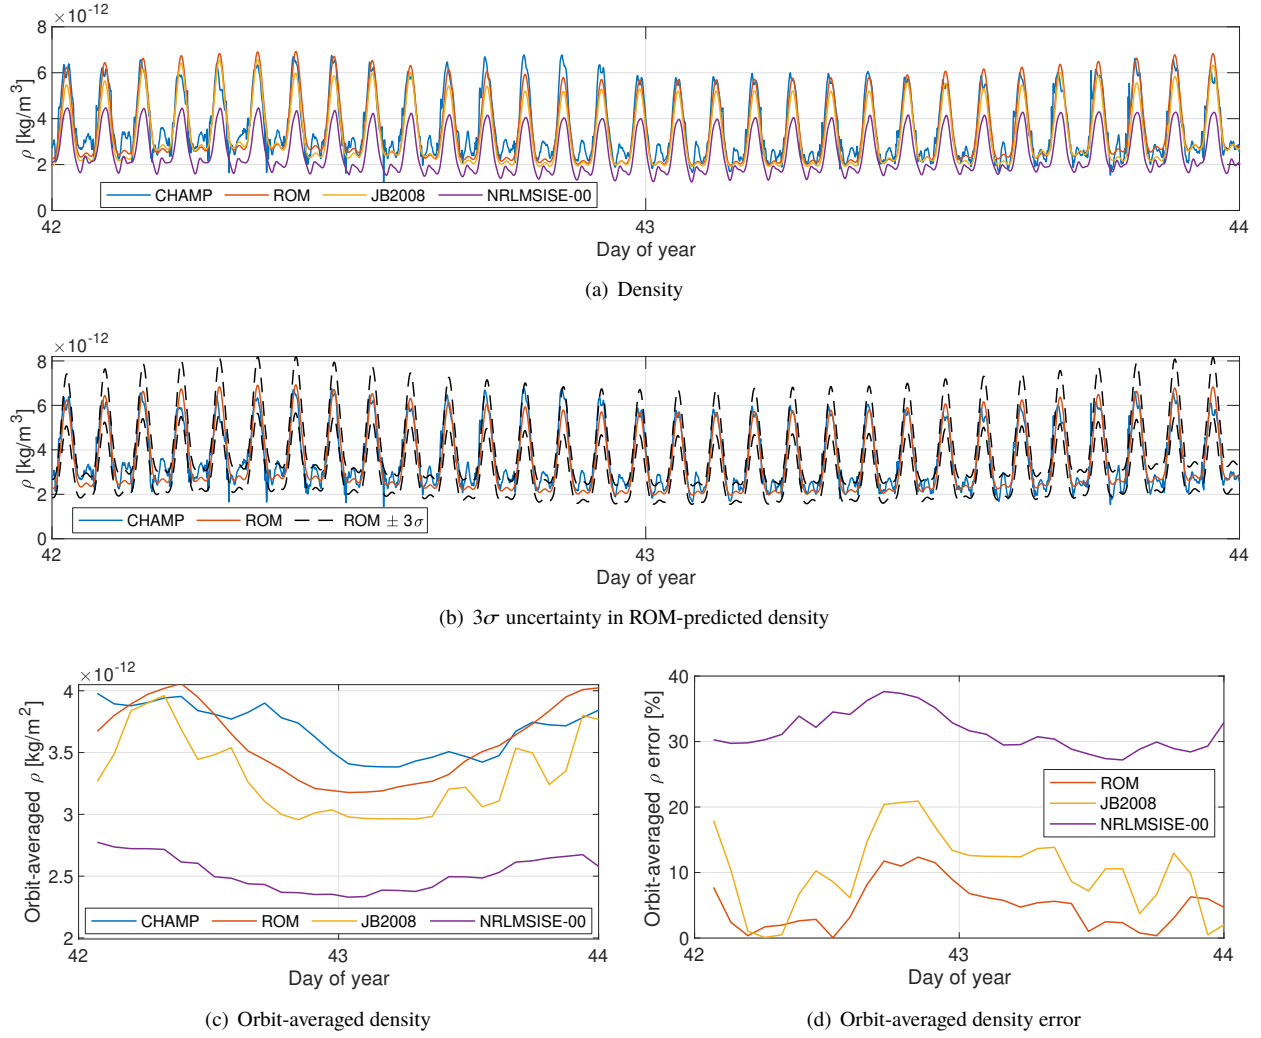 ×10⁻¹²
8
6
4
2
0
ρ [kg/m³]
CHAMP ROM JB2008 NRLMSISE-00
42 43 44
Day of year
(a) Density
×10⁻¹²
8
6
4
2
0
ρ [kg/m³]
CHAMP ROM ROM ± 3σ
42 43 44
Day of year
(b) 3σ uncertainty in ROM-predicted density
×10⁻¹²
4
3.5
3
2.5
2
Orbit-averaged ρ [kg/m²]
CHAMP ROM JB2008 NRLMSISE-00
42 43 44
Day of year
(c) Orbit-averaged density
40
30
20
10
0
Orbit-averaged ρ error [%]
ROM
JB2008
NRLMSISE-00
42 43 44
Day of year
(d) Orbit-averaged density error